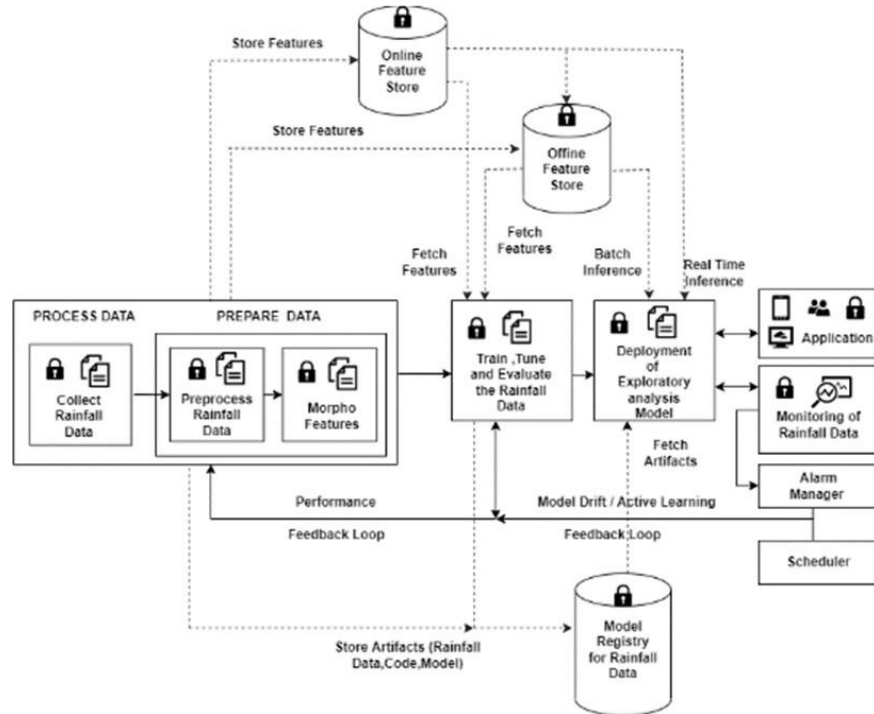 Store Features
Online
Feature
Store
Store Features
Offine
Feature
Store
Fetch
Features
Fetch
Features
Batch
Inference
Real Time
Inference
PROCESS DATA
PREPARE DATA
Collect
Rainfall
Data
Preprocess
Rainfall
Data
Morpho
Features
Train ,Tune
and Evaluate
the Rainfall
Data
Deployment
of
Exploratory
analysis
Model
Application
Monitoring of
Rainfall Data
Fetch
Artifacts
Alarm
Manager
Performance
Feedback Loop
Model Drift / Active Learning
Feedback Loop
Scheduler
Model
Registry
for Rainfall
Data
Store Artifacts (Rainfall
Data,Code,Model)